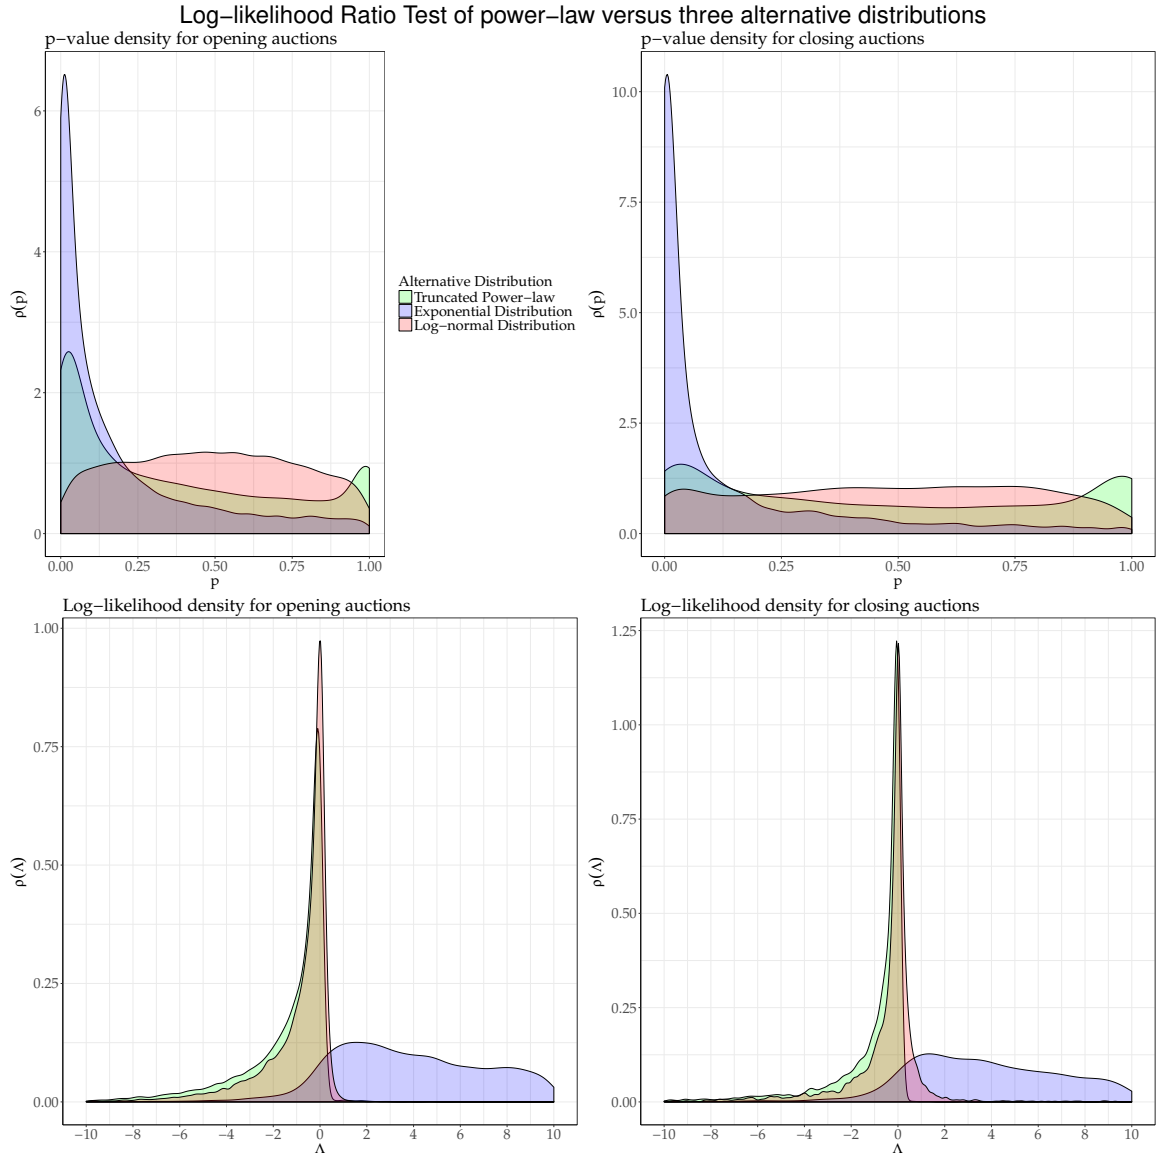 Log−likelihood Ratio Test of power−law versus three alternative distributions
p−value density for opening auctions
6
4
2
0
ρ(p)
0.00 0.25 0.50 0.75 1.00
p
Alternative Distribution
Truncated Power−law
Exponential Distribution
Log−normal Distribution
p−value density for closing auctions
10.0
7.5
5.0
2.5
0.0
ρ(p)
0.00 0.25 0.50 0.75 1.00
p
Log−likelihood density for opening auctions
1.00
0.75
0.50
0.25
0.00
ρ(Λ)
−10 −8 −6 −4 −2 0 2 4 6 8 10
Λ
Log−likelihood density for closing auctions
1.25
1.00
0.75
0.50
0.25
0.00
ρ(Λ)
−10 −8 −6 −4 −2 0 2 4 6 8 10
Λ